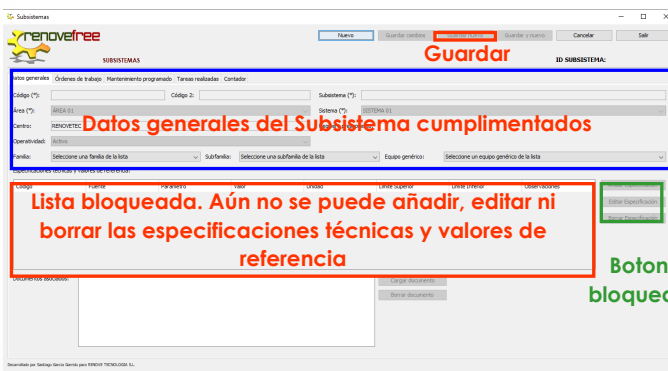 Subsistemas
renovefree
SUBSISTEMAS
Nuevo Guardar cambios Guardar y nuevo Cancelar Salir
Guardar
ID SUBSISTEMA:
Datos generales Órdenes de trabajo Mantenimiento programado Tareas realizadas Contador
Código (*): Código 2: Subsistema (*):
Área (*): ÁREA 01 Sistema (*): SISTEMA 01
Centro: RENOVETEC
Datos generales del Subsistema cumplimentados
Operatividad: Activo
Familia: Seleccione una familia de la lista Subfamilia: Seleccione una subfamilia de la lista Equipo genérico: Seleccione un equipo genérico de la lista
Especificaciones técnicas y valores de referencia:
Código Fuente Parámetro Valor Unidad Límite Superior Límite Inferior Observaciones
Editar Especificación
Borrar Especificación
Lista bloqueada. Aún no se puede añadir, editar ni
borrar las especificaciones técnicas y valores de
referencia
Boton
bloquead
Documentos asociados:
Cargar documento
Borrar documento
Desarrollado por Santiago García Garrido para RENOVE TECNOLOGÍA S.L.